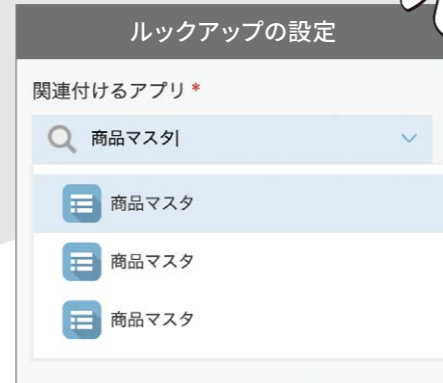 ルックアップの設定
関連付けるアプリ *
商品マスタ
商品マスタ
商品マスタ
商品マスタ